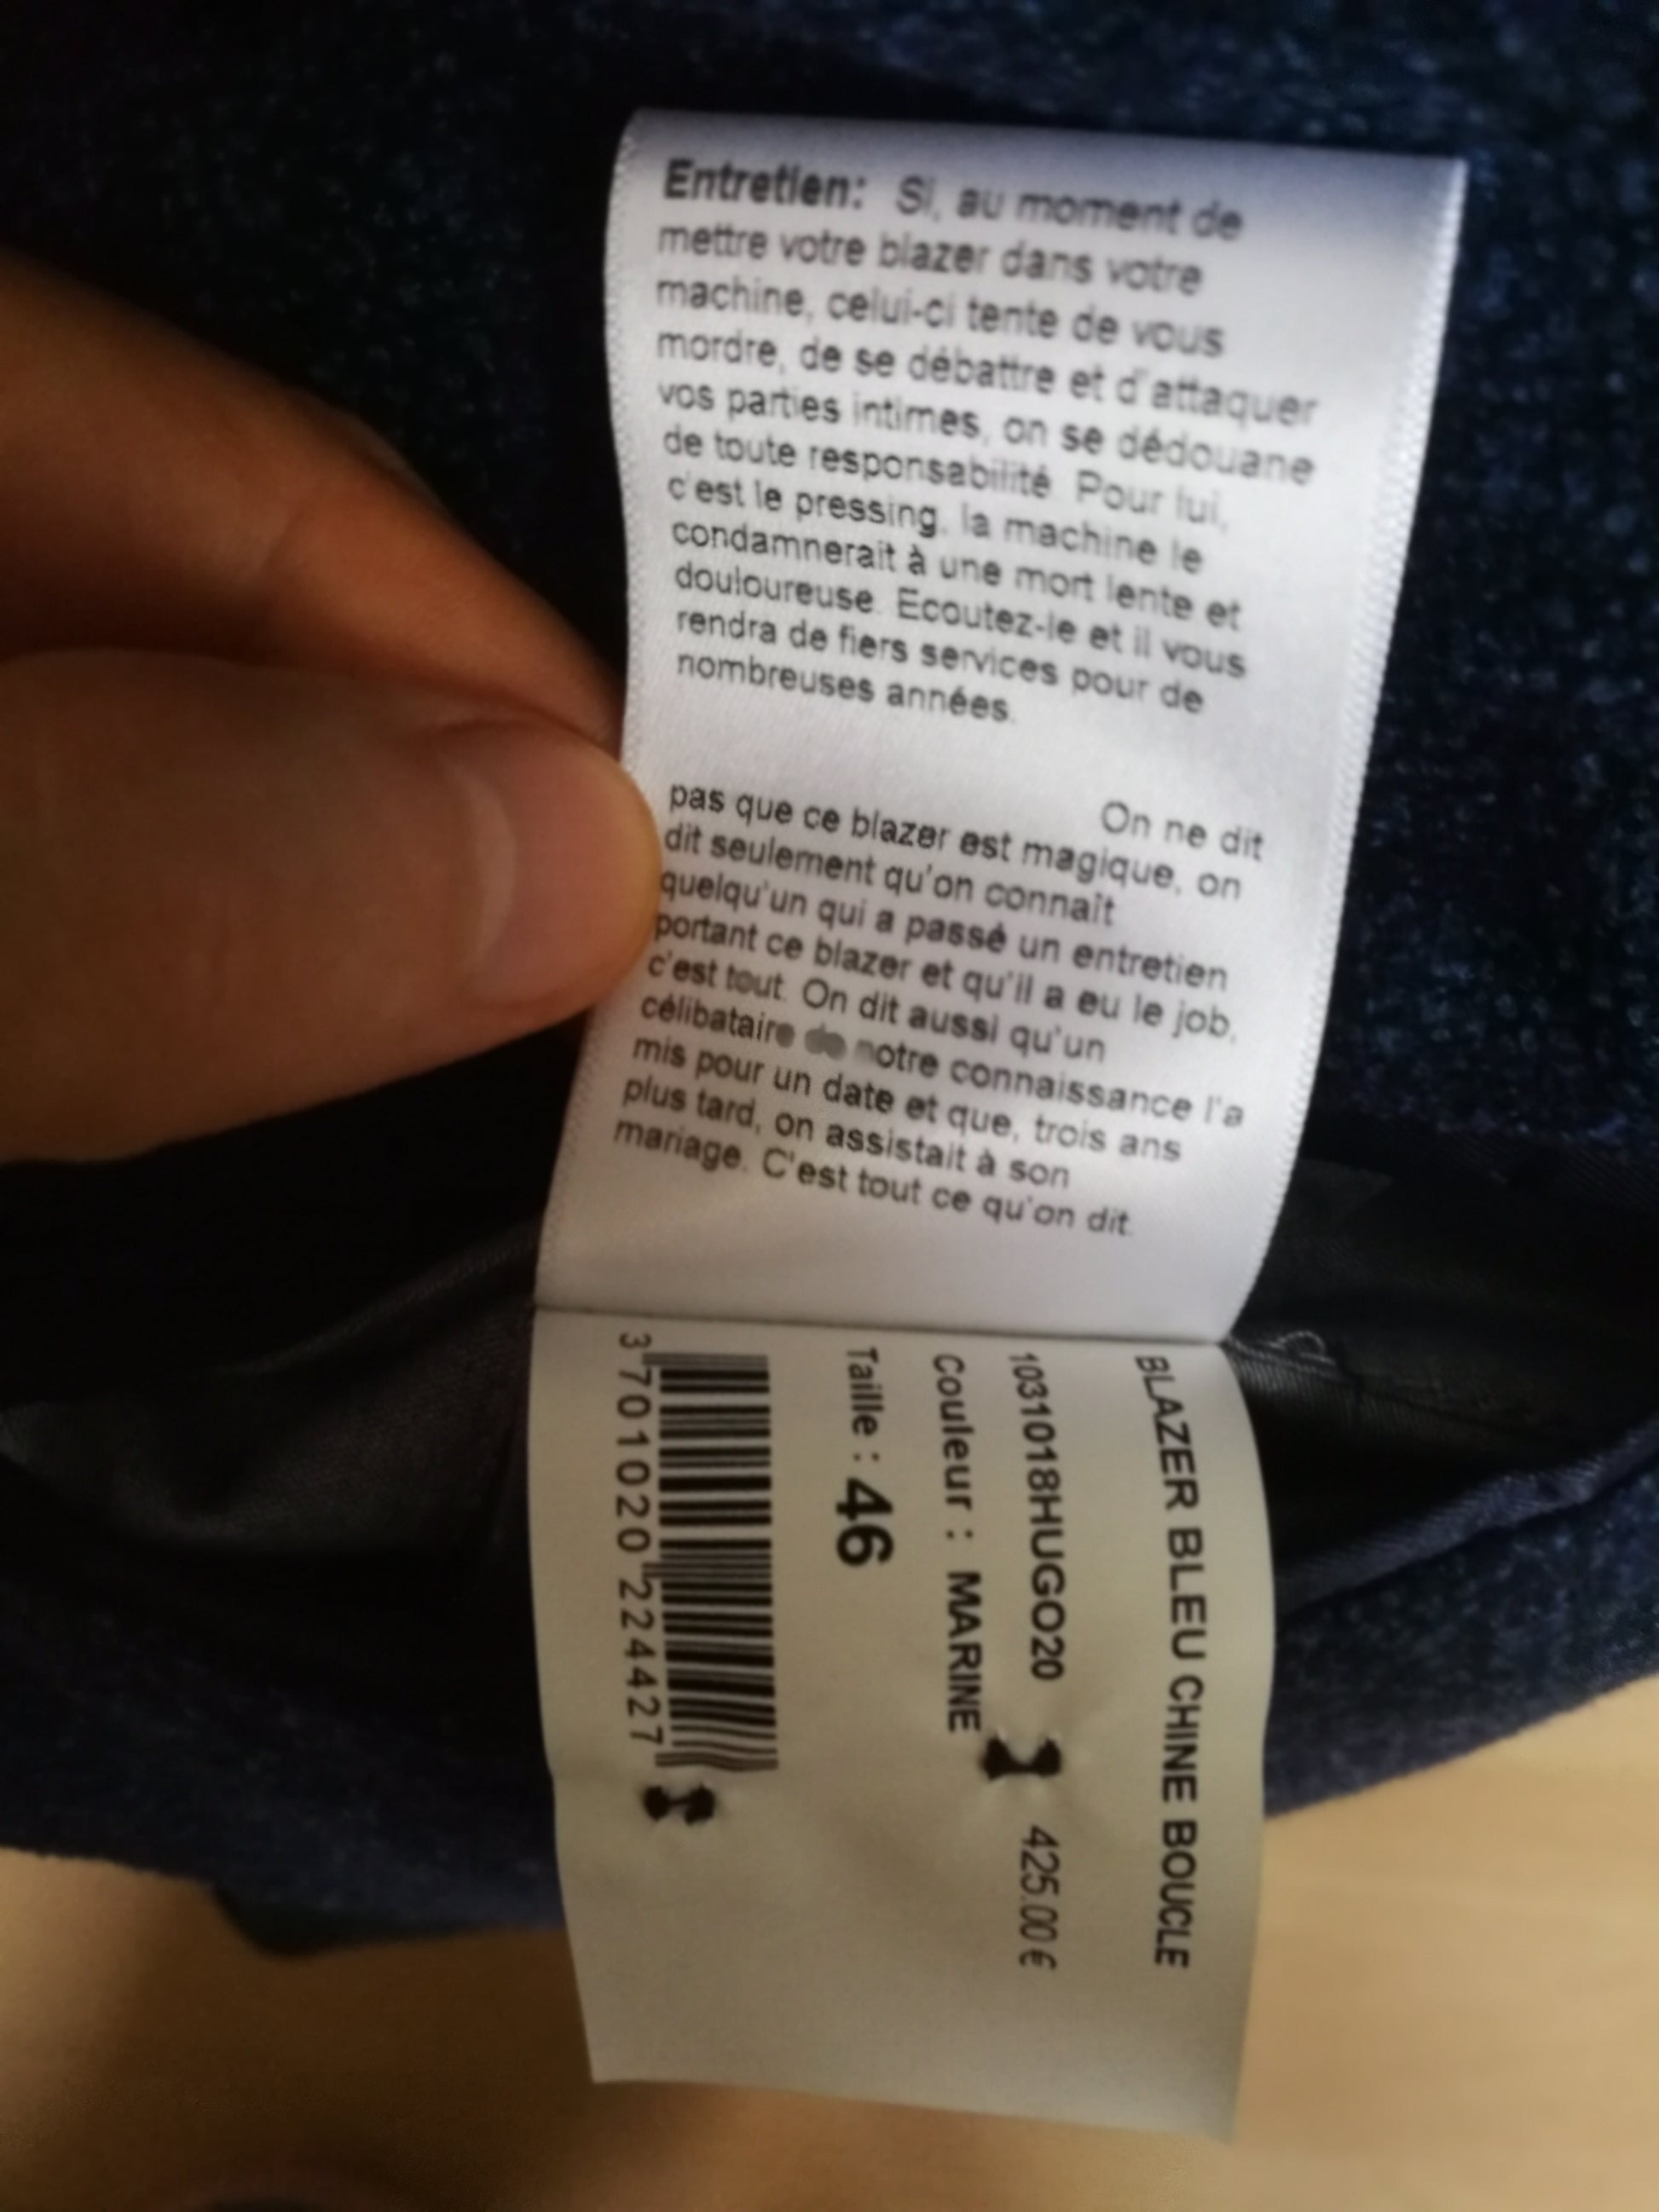 Entretien: Si, au moment de
mettre votre blazer dans votre
machine, celui-ci tente de vous
mordre, de se débattre et d'attaquer
vos parties intimes, on se dédouane
de toute responsabilité. Pour lui,
c'est le pressing, la machine le
condamnerait à une mort lente et
douloureuse. Ecoutez-le et il vous
rendra de fiers services pour de
nombreuses années.
On ne dit
pas que ce blazer est magique, on
dit seulement qu'on connaît
quelqu'un qui a passé un entretien
portant ce blazer et qu'il a eu le job,
c'est tout. On dit aussi qu'un
célibataire de notre connaissance l'a
mis pour un date et que, trois ans
plus tard, on assistait à son
mariage. C'est tout ce qu'on dit.
BLAZER BLEU CHINE BOUCLE
1031018HUGO20 425.00 €
Couleur : MARINE
Taille : 46
3 701020 224427